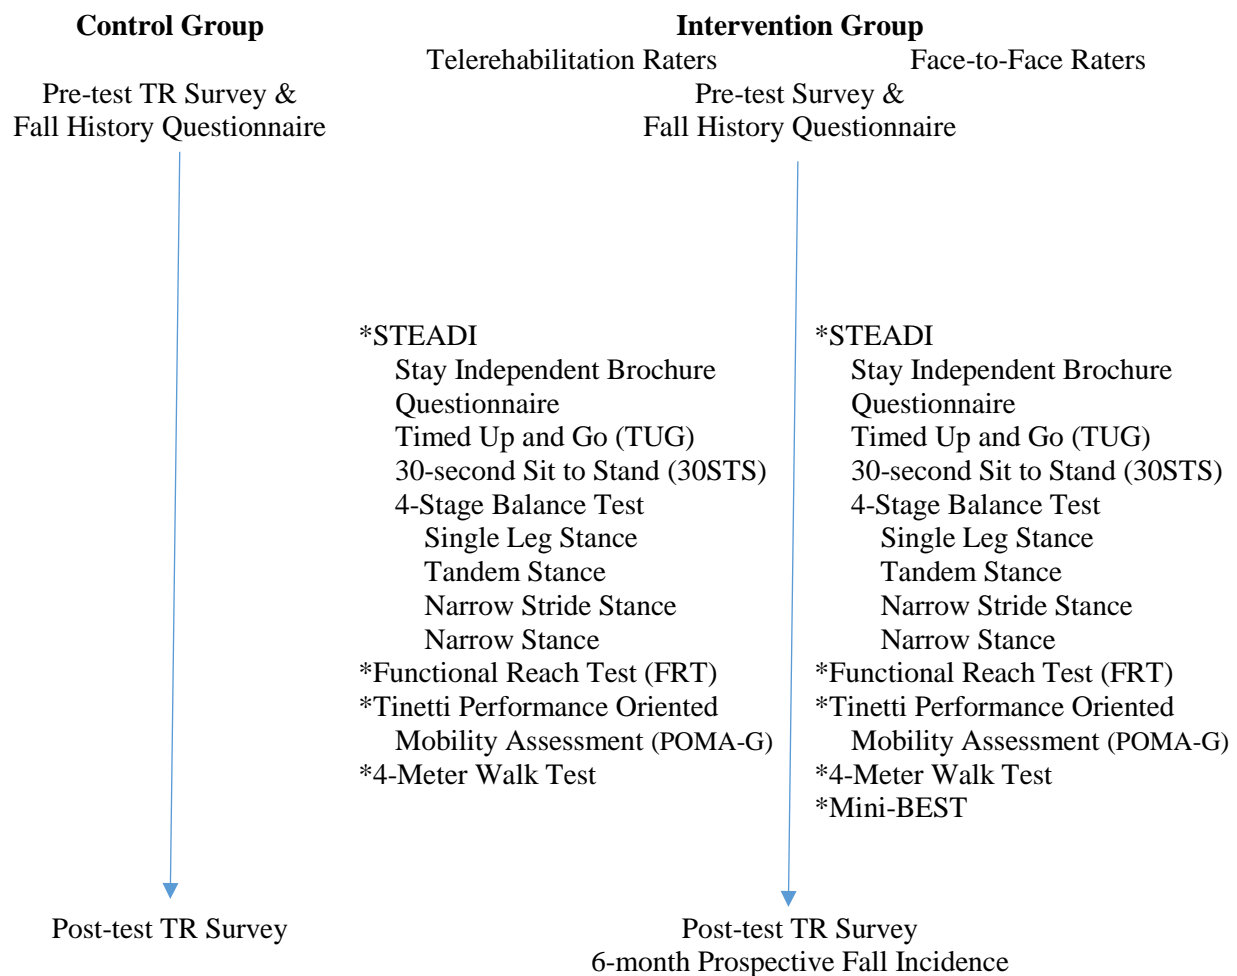 Control Group
Pre-test TR Survey &
Fall History Questionnaire
Post-test TR Survey
Intervention Group
Telerehabilitation Raters
Face-to-Face Raters
Pre-test Survey &
Fall History Questionnaire
*STEADI
Stay Independent Brochure
Questionnaire
Timed Up and Go (TUG)
30-second Sit to Stand (30STS)
4-Stage Balance Test
Single Leg Stance
Tandem Stance
Narrow Stride Stance
Narrow Stance
*Functional Reach Test (FRT)
*Tinetti Performance Oriented
Mobility Assessment (POMA-G)
*4-Meter Walk Test
*STEADI
Stay Independent Brochure
Questionnaire
Timed Up and Go (TUG)
30-second Sit to Stand (30STS)
4-Stage Balance Test
Single Leg Stance
Tandem Stance
Narrow Stride Stance
Narrow Stance
*Functional Reach Test (FRT)
*Tinetti Performance Oriented
Mobility Assessment (POMA-G)
*4-Meter Walk Test
*Mini-BEST
Post-test TR Survey
6-month Prospective Fall Incidence